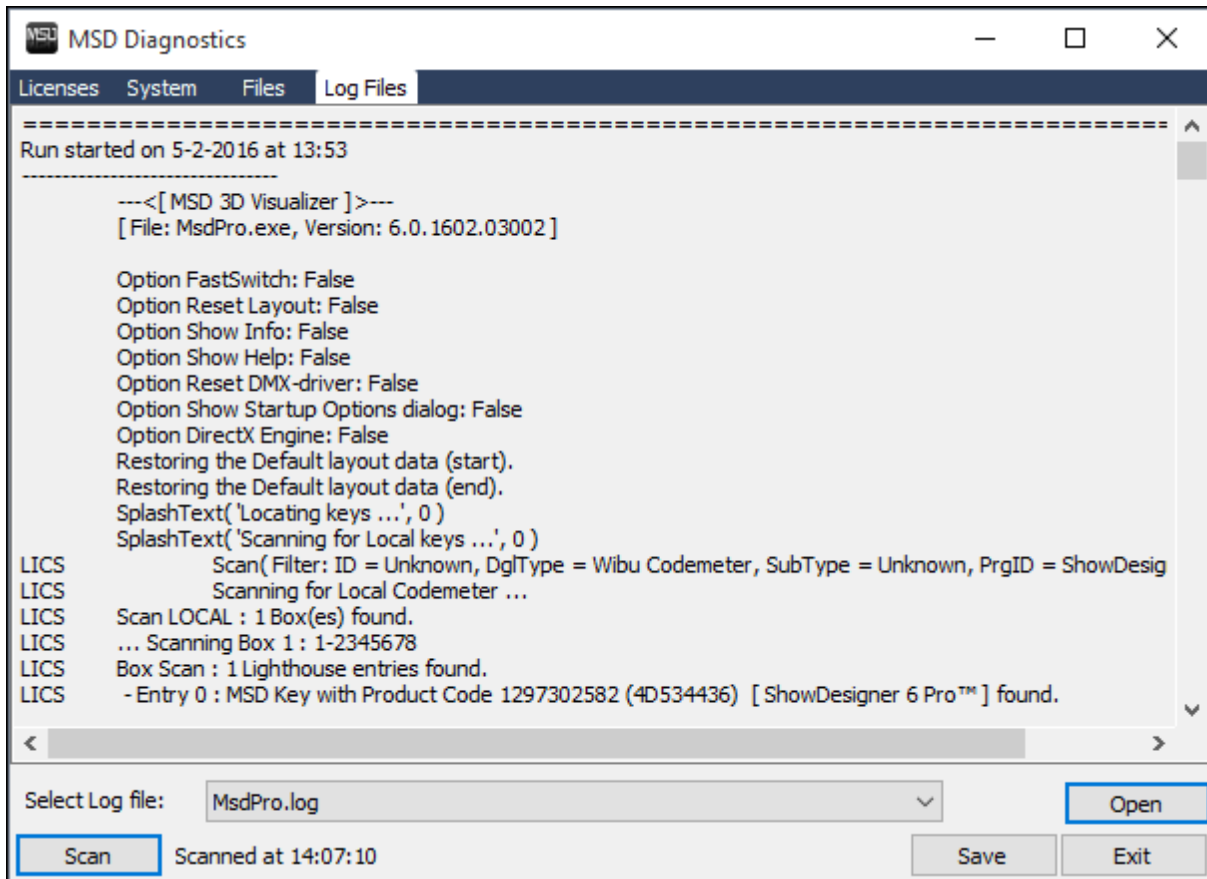 MSD MSD Diagnostics
Licenses System Files Log Files
========================================================================
Run started on 5-2-2016 at 13:53
--------------------------------
---<[ MSD 3D Visualizer ]>---
[ File: MsdPro.exe, Version: 6.0.1602.03002 ]
Option FastSwitch: False
Option Reset Layout: False
Option Show Info: False
Option Show Help: False
Option Reset DMX-driver: False
Option Show Startup Options dialog: False
Option DirectX Engine: False
Restoring the Default layout data (start).
Restoring the Default layout data (end).
SplashText( 'Locating keys ...', 0 )
SplashText( 'Scanning for Local keys ...', 0 )
LICS Scan( Filter: ID = Unknown, DglType = Wibu Codemeter, SubType = Unknown, PrgID = ShowDesig
LICS Scanning for Local Codemeter ...
LICS Scan LOCAL : 1 Box(es) found.
LICS ... Scanning Box 1 : 1-2345678
LICS Box Scan : 1 Lighthouse entries found.
LICS - Entry 0 : MSD Key with Product Code 1297302582 (4D534436) [ ShowDesigner 6 Pro™ ] found.
Select Log file: MsdPro.log Open
Scan Scanned at 14:07:10 Save Exit